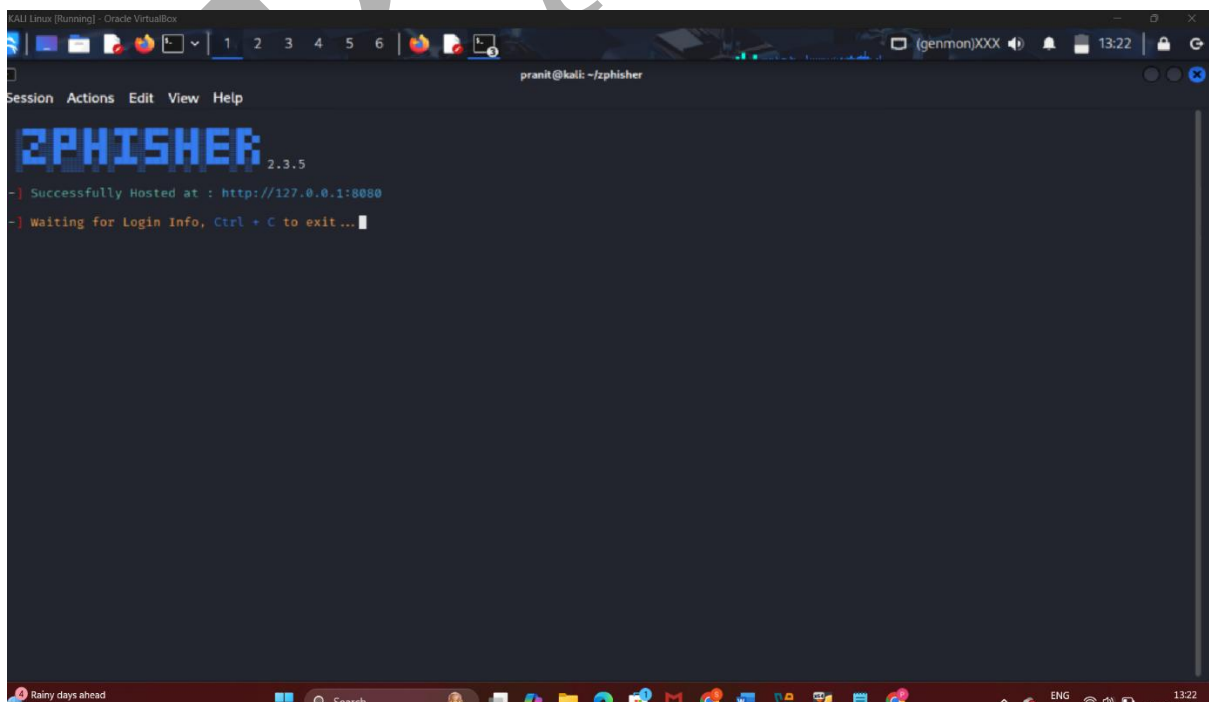 KALI Linux [Running] - Oracle VirtualBox
1 2 3 4 5 6 (genmon)XXX 13:22
pranit@kali: ~/zphisher
Session Actions Edit View Help
ZPHISHER 2.3.5
-] Successfully Hosted at : http://127.0.0.1:8080
-] Waiting for Login Info, Ctrl + C to exit...
Rainy days ahead
Search
ENG
13:22